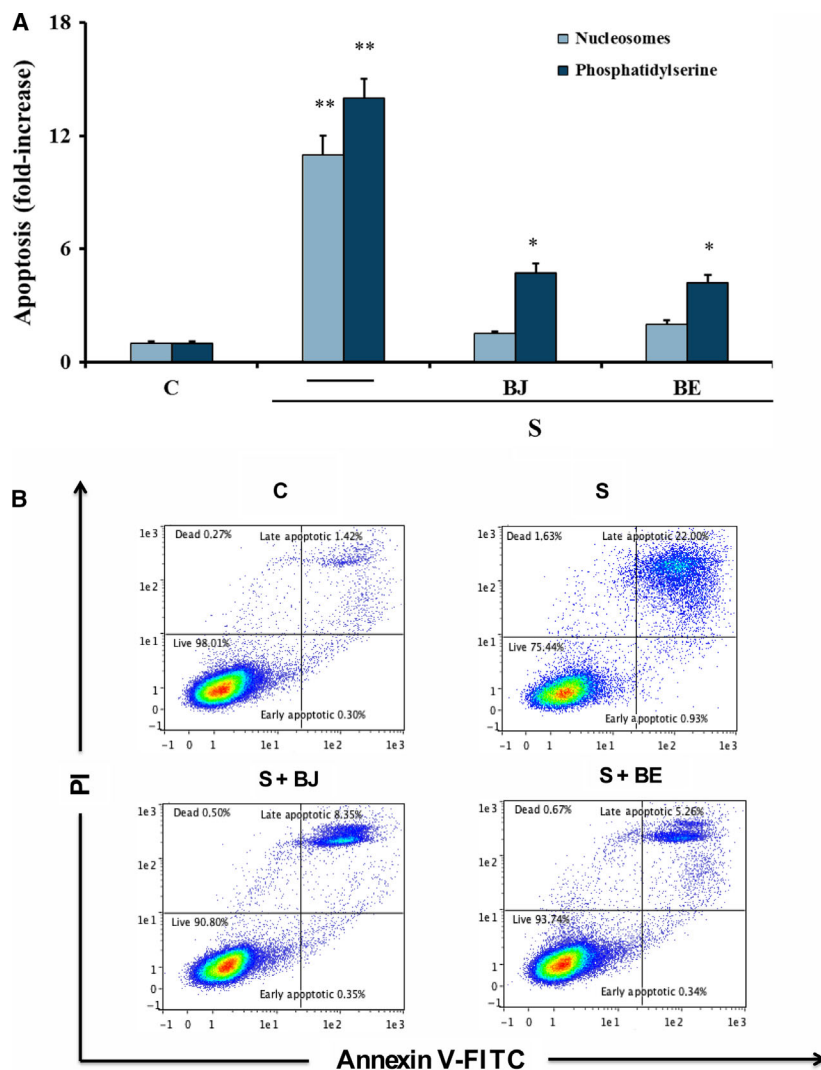 A
18
12
6
0
Apoptosis (fold-increase)
Nucleosomes
Phosphatidylserine
**
**
*
*
C
BJ
BE
S
B
C
S
1e3
1e2
1e1
1
0
-1
Dead 0.27%
Late apoptotic 1.42%
Live 98.01%
Early apoptotic 0.30%
-1 0 1 1e1 1e2 1e3
1e3
1e2
1e1
1
0
-1
Dead 1.63%
Late apoptotic 22.00%
Live 75.44%
Early apoptotic 0.93%
-1 0 1 1e1 1e2 1e3
PI
S + BJ
S + BE
1e3
1e2
1e1
1
0
-1
Dead 0.50%
Late apoptotic 8.35%
Live 90.80%
Early apoptotic 0.35%
-1 0 1 1e1 1e2 1e3
1e3
1e2
1e1
1
0
-1
Dead 0.67%
Late apoptotic 5.26%
Live 93.74%
Early apoptotic 0.34%
-1 0 1 1e1 1e2 1e3
Annexin V-FITC